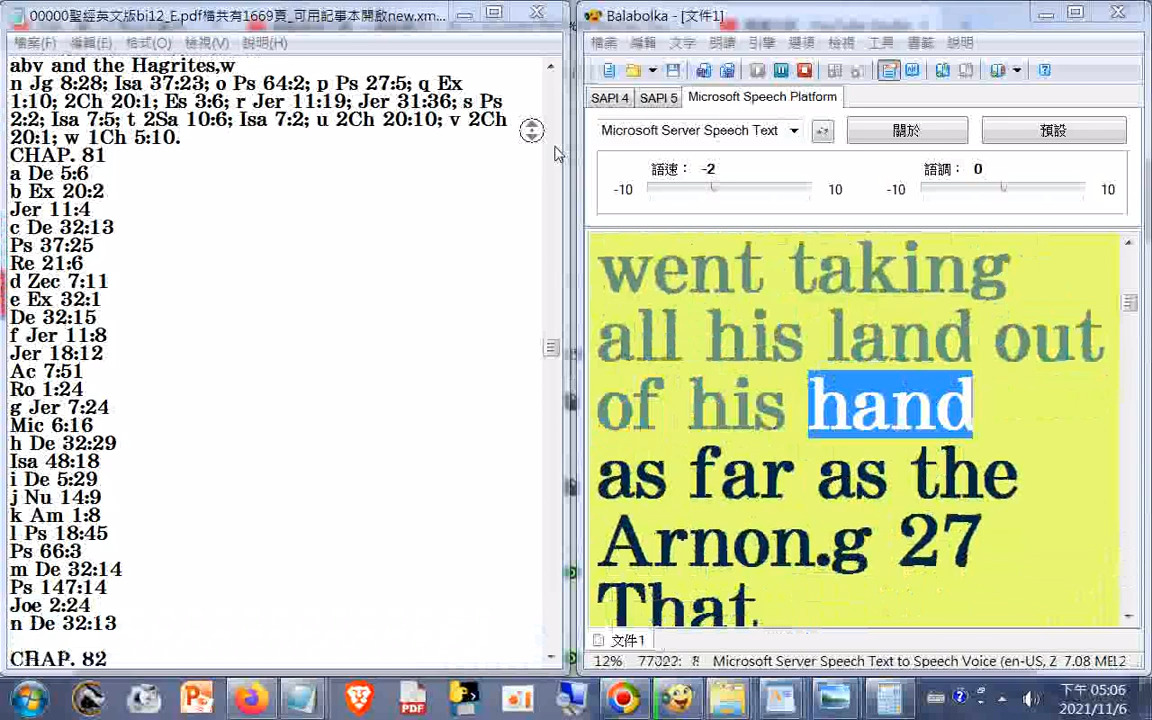 00000聖經英文版bi12_E.pdf檔共有1669頁_可用記事本開啟new.xm...
檔案(F) 編輯(E) 格式(O) 檢視(V) 說明(H)
abv and the Hagrites,w
n Jg 8:28; Isa 37:23; o Ps 64:2; p Ps 27:5; q Ex
1:10; 2Ch 20:1; Es 3:6; r Jer 11:19; Jer 31:36; s Ps
2:2; Isa 7:5; t 2Sa 10:6; Isa 7:2; u 2Ch 20:10; v 2Ch
20:1; w 1Ch 5:10.
CHAP. 81
a De 5:6
b Ex 20:2
Jer 11:4
c De 32:13
Ps 37:25
Re 21:6
d Zec 7:11
e Ex 32:1
De 32:15
f Jer 11:8
Jer 18:12
Ac 7:51
Ro 1:24
g Jer 7:24
Mic 6:16
h De 32:29
Isa 48:18
i De 5:29
j Nu 14:9
k Am 1:8
l Ps 18:45
Ps 66:3
m De 32:14
Ps 147:14
Joe 2:24
n De 32:13
CHAP. 82
Balabolka - [文件1]
檔案 編輯 文字 朗讀 引擎 選項 檢視 工具 書籤 說明
SAPI 4 SAPI 5 Microsoft Speech Platform
Microsoft Server Speech Text 關於 預設
語速： -2 語調： 0
-10 10 -10 10
went taking
all his land out
of his hand
as far as the
Arnon.g 27
That
文件1
12% Microsoft Server Speech Text to Speech Voice (en-US, Z 7.08 ME
下午 05:06
2021/11/6